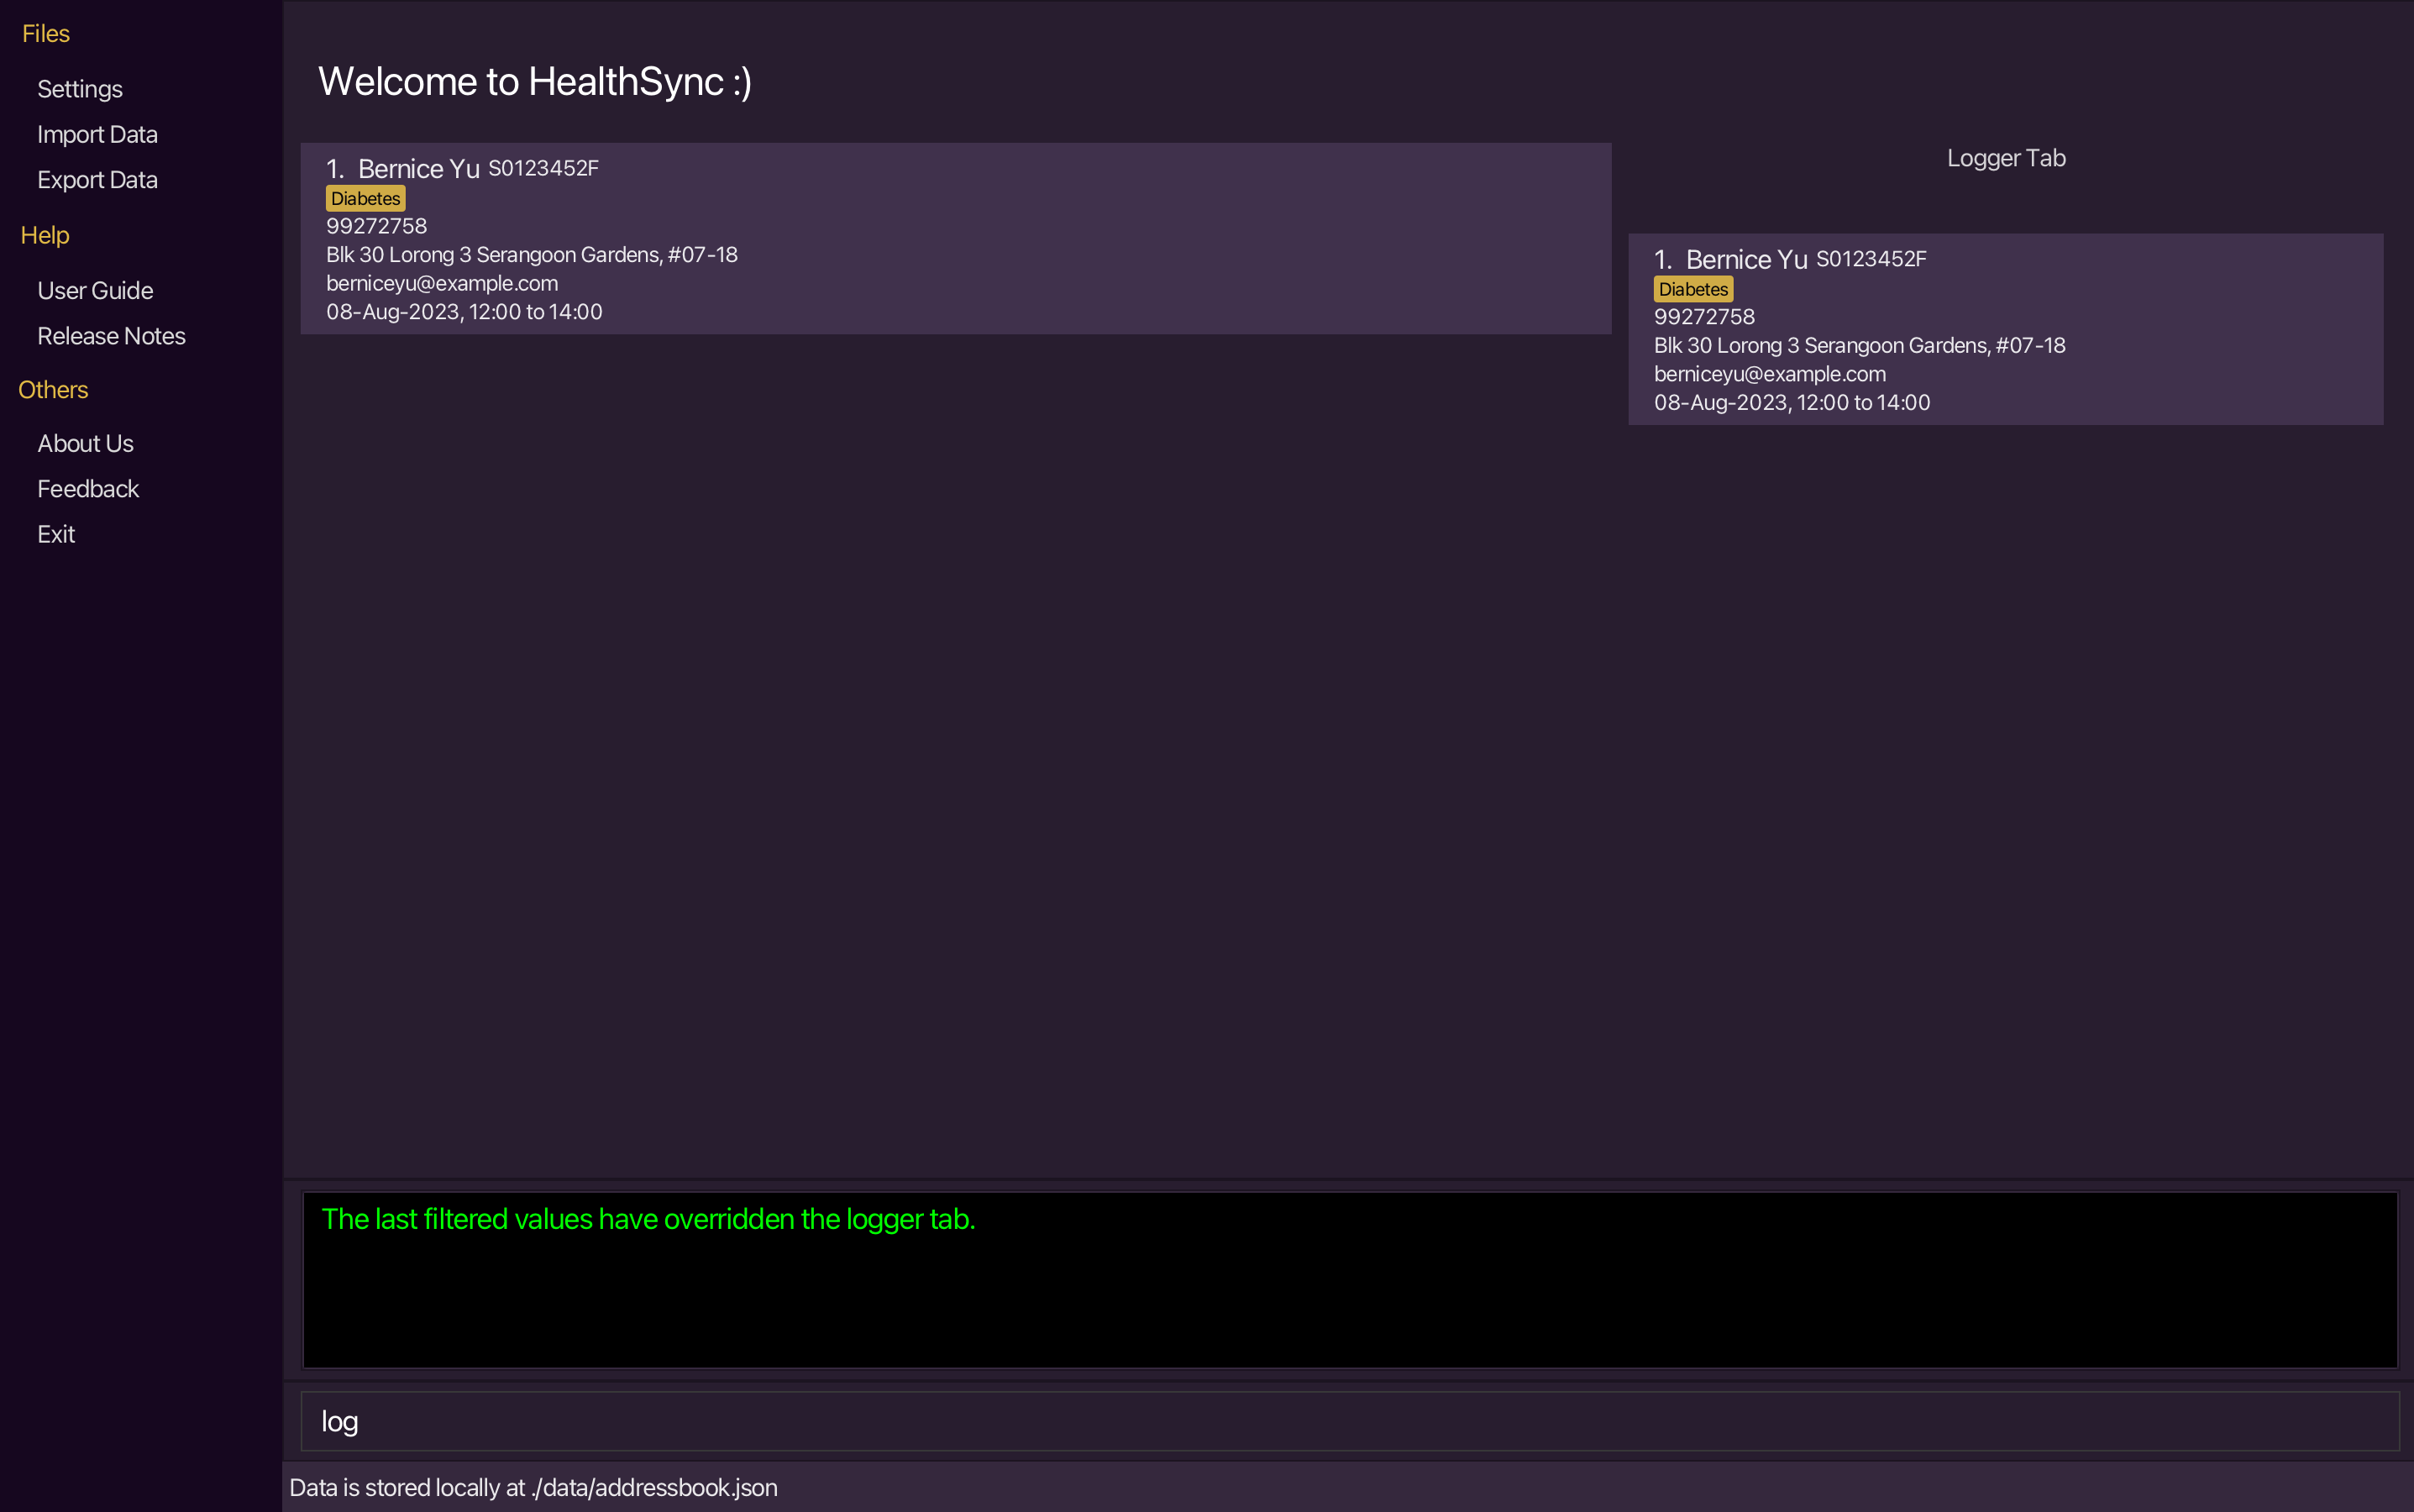 Files
Settings
Import Data
Export Data
Help
User Guide
Release Notes
Others
About Us
Feedback
Exit
Welcome to HealthSync :)
1. Bernice Yu S0123452F
Diabetes
99272758
Blk 30 Lorong 3 Serangoon Gardens, #07-18
berniceyu@example.com
08-Aug-2023, 12:00 to 14:00
Logger Tab
1. Bernice Yu S0123452F
Diabetes
99272758
Blk 30 Lorong 3 Serangoon Gardens, #07-18
berniceyu@example.com
08-Aug-2023, 12:00 to 14:00
The last filtered values have overridden the logger tab.
log
Data is stored locally at ./data/addressbook.json